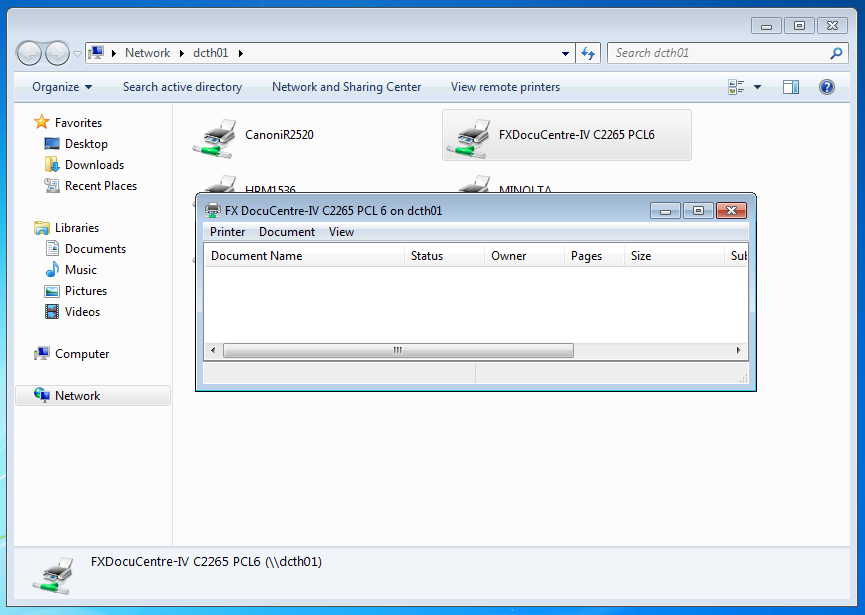 Network dcth01 Search dcth01
Organize Search active directory Network and Sharing Center View remote printers
Favorites
Desktop
Downloads
Recent Places
Libraries
Documents
Music
Pictures
Videos
Computer
Network
CanoniR2520 FXDocuCentre-IV C2265 PCL6
HPM1536 MINOLTA
FX DocuCentre-IV C2265 PCL 6 on dcth01
Printer Document View
Document Name Status Owner Pages Size Sub
FXDocuCentre-IV C2265 PCL6 (\\dcth01)